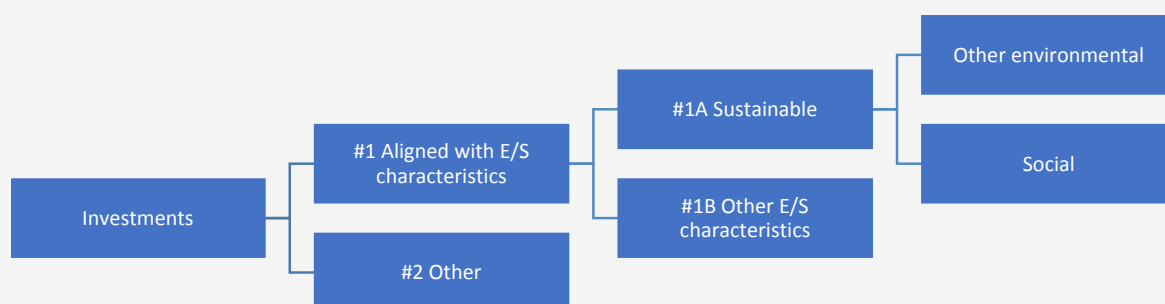 Investments
#1 Aligned with E/S
characteristics
#2 Other
#1A Sustainable
#1B Other E/S
characteristics
Other environmental
Social